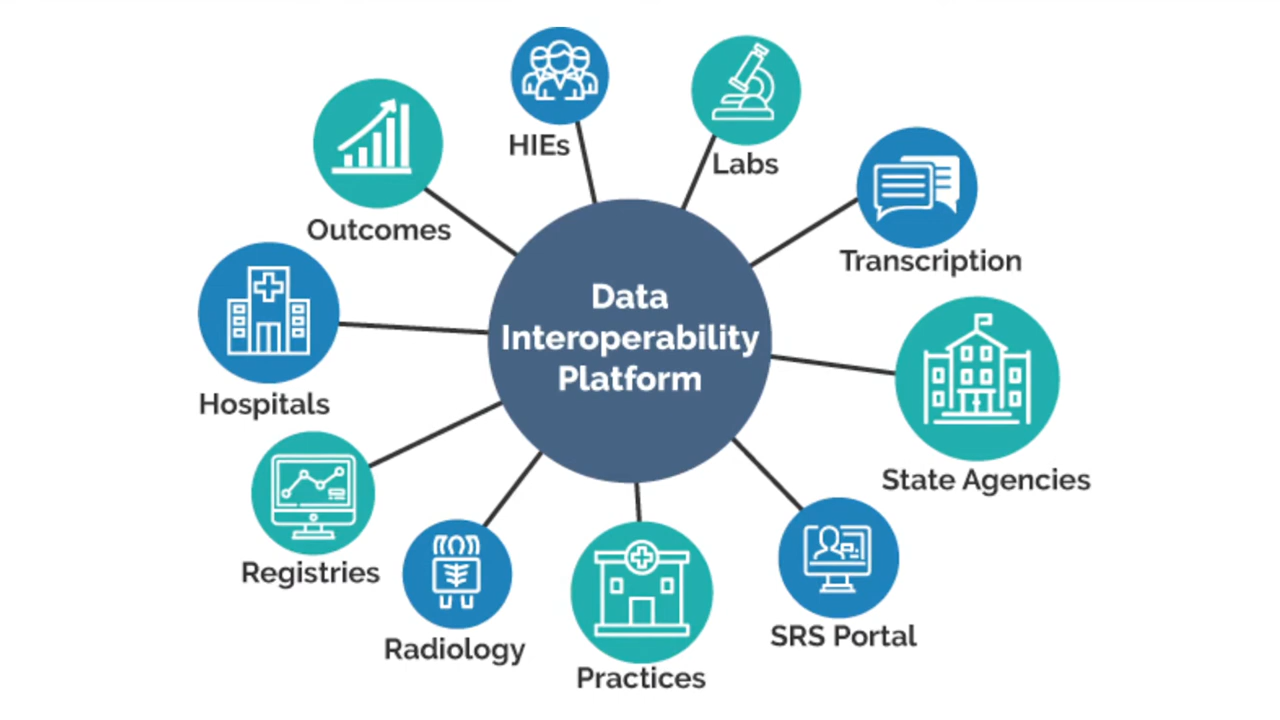 HIEs
Labs
Outcomes
Transcription
Data
Interoperability
Platform
Hospitals
State Agencies
Registries
Radiology
SRS Portal
Practices